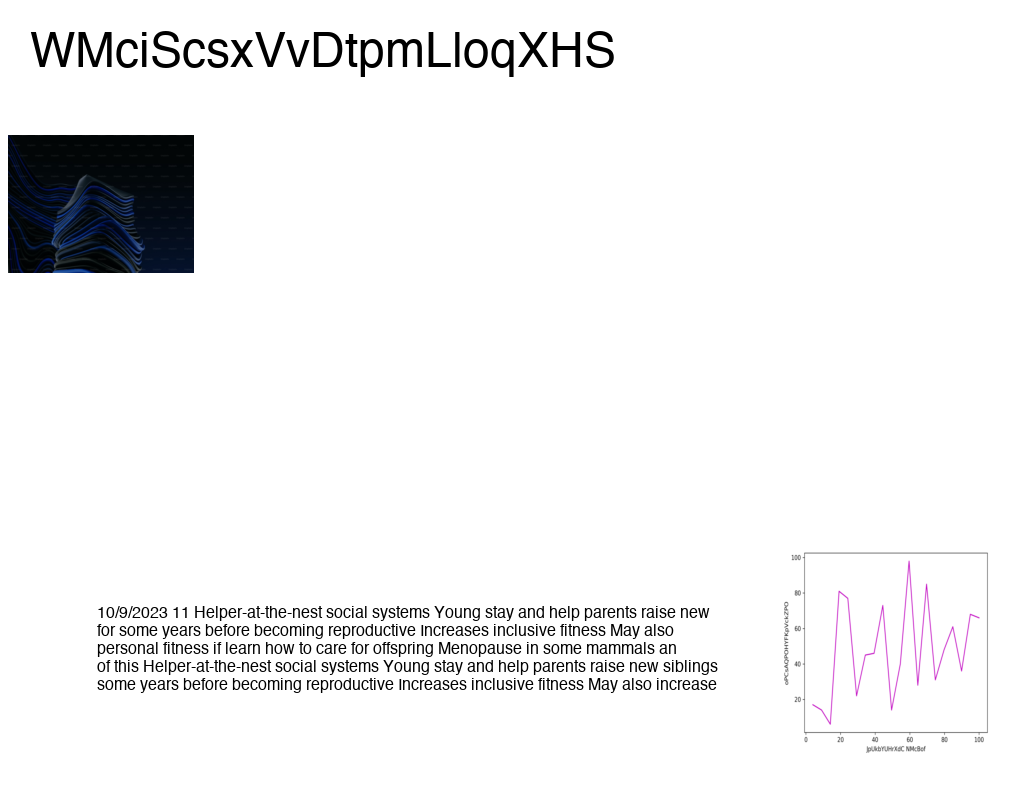 WMciScsxVvDtpmLloqXHS
10/9/2023 11 Helper-at-the-nest social systems Young stay and help parents raise new
for some years before becoming reproductive Increases inclusive fitness May also
personal fitness if learn how to care for offspring Menopause in some mammals an
of this Helper-at-the-nest social systems Young stay and help parents raise new siblings
some years before becoming reproductive Increases inclusive fitness May also increase
100
80
60
40
20
0 20 40 60 80 100